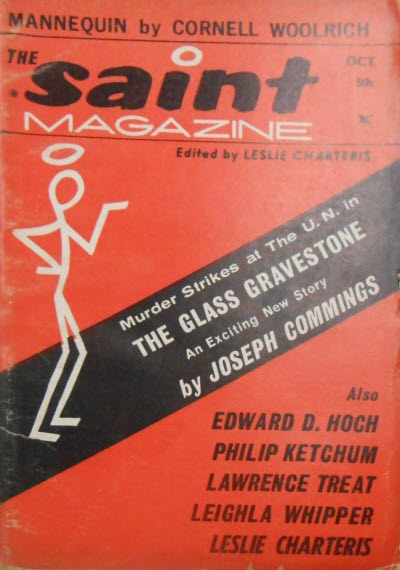 MANNEQUIN by CORNELL WOOLRICH
THE
OCT.
saint
50c
MAGAZINE
Edited by LESLIE CHARTERIS
Murder Strikes at The U.N. in
THE GLASS GRAVESTONE
An Exciting New Story
by JOSEPH COMMINGS
Also
EDWARD D. HOCH
PHILIP KETCHUM
LAWRENCE TREAT
LEIGHLA WHIPPER
LESLIE CHARTERIS